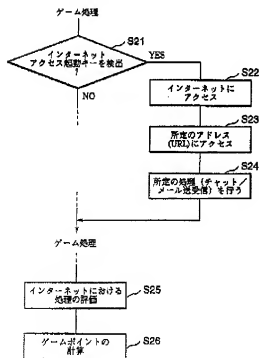 ゲーム処理
S21
インターネット
アクセス起動キーを検出
?
YES
NO
S22
インターネットに
アクセス
S23
所定のアドレス
(URL)にアクセス
S24
所定の処理(チャット/
メール送受信)を行う
ゲーム処理
S25
インターネットにおける
処理の評価
S26
ゲームポイントの
計算